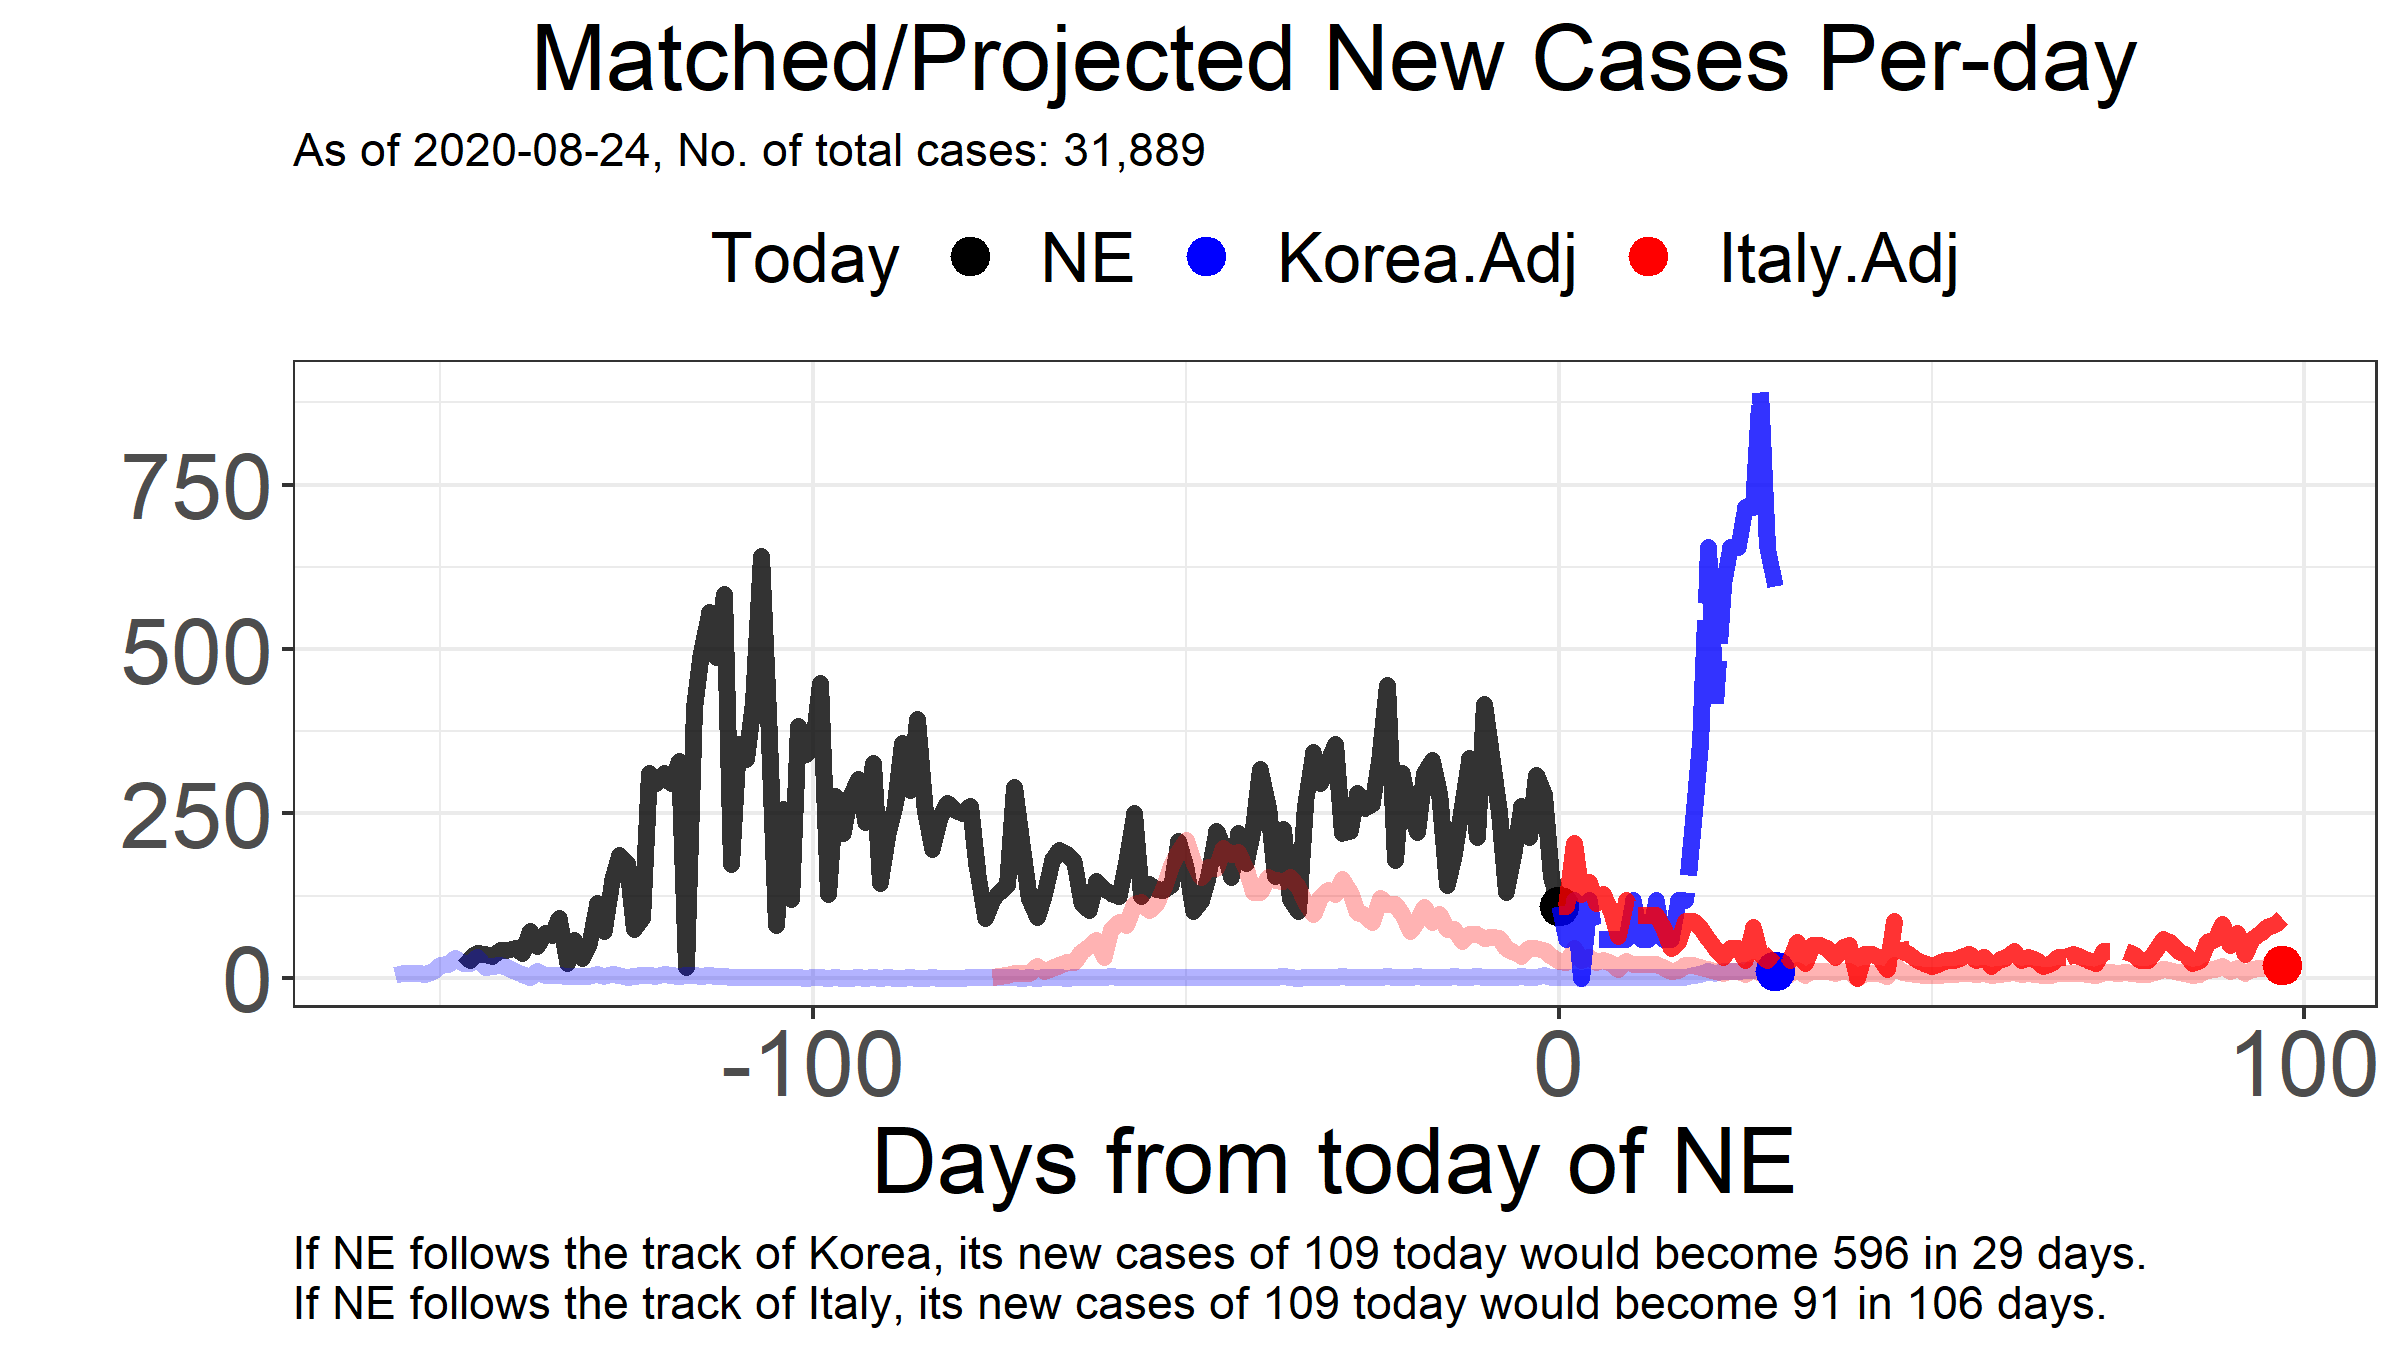 Matched/Projected New Cases Per-day
As of 2020-08-24, No. of total cases: 31,889
Today NE Korea.Adj Italy.Adj
750
500
250
0
-100 0 100
Days from today of NE
If NE follows the track of Korea, its new cases of 109 today would become 596 in 29 days.
If NE follows the track of Italy, its new cases of 109 today would become 91 in 106 days.